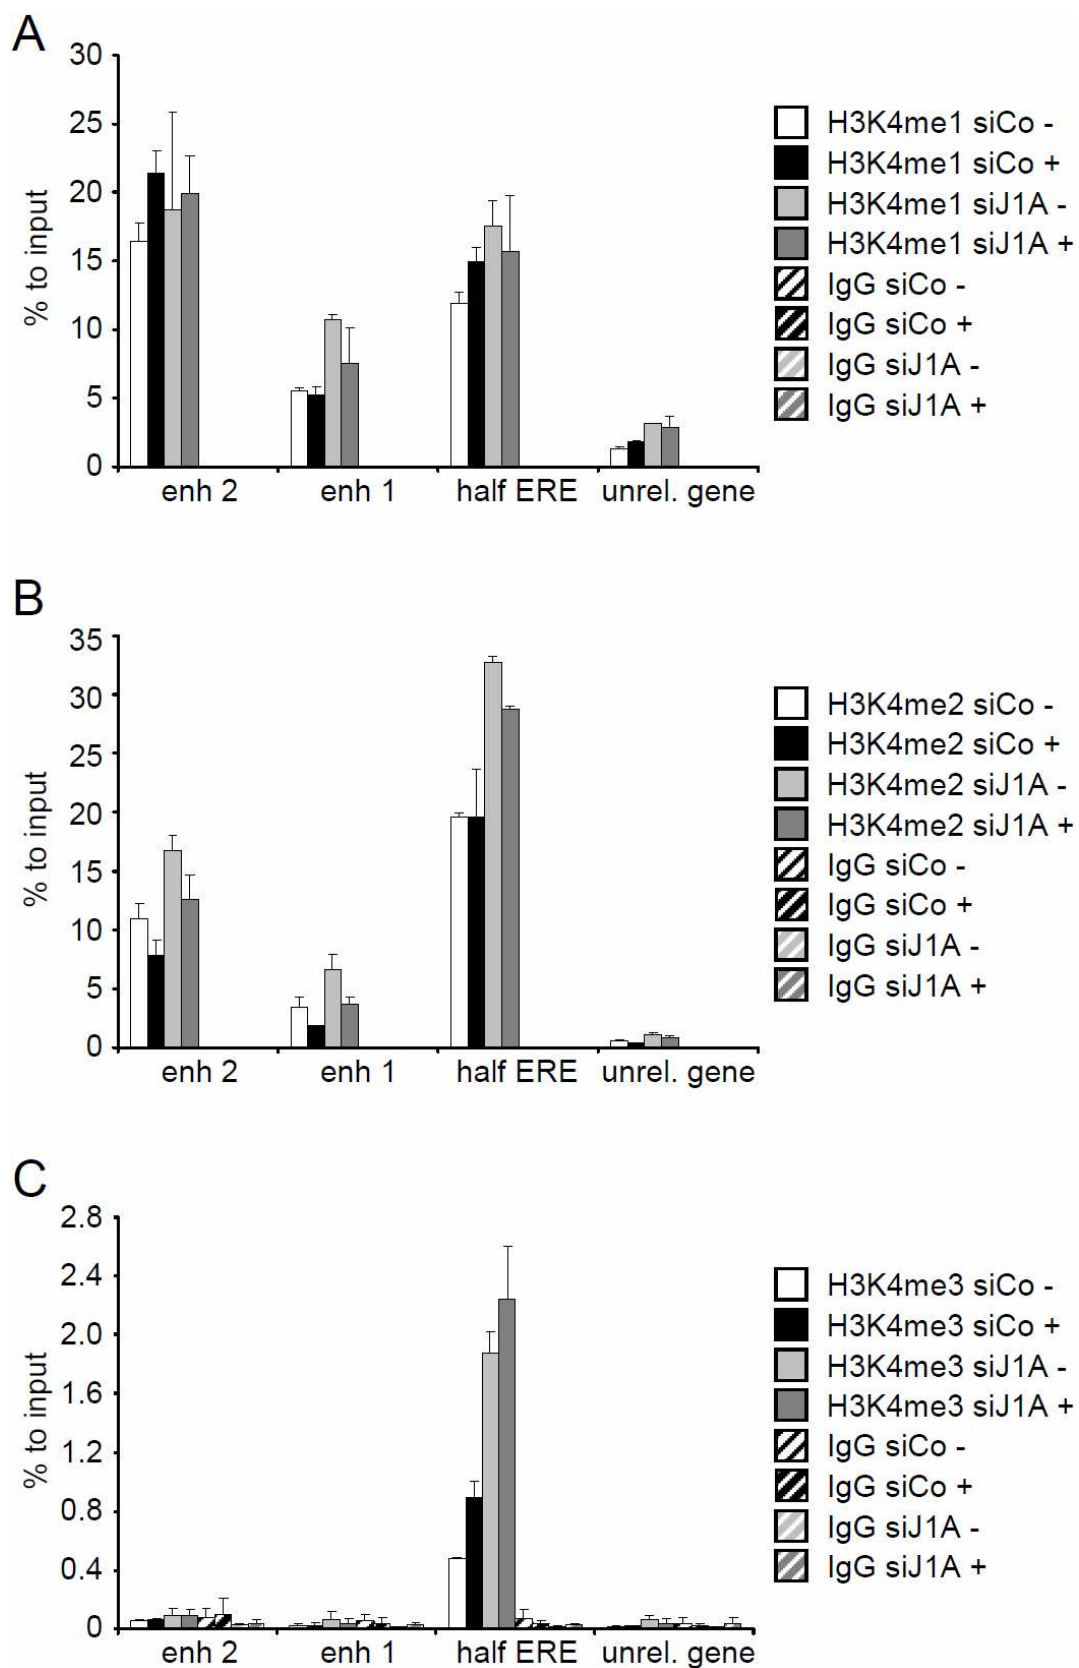 A
30
25
20
15
10
5
0
% to input
enh 2 enh 1 half ERE unrel. gene
H3K4me1 siCo -
H3K4me1 siCo +
H3K4me1 siJ1A -
H3K4me1 siJ1A +
IgG siCo -
IgG siCo +
IgG siJ1A -
IgG siJ1A +
B
35
30
25
20
15
10
5
0
% to input
enh 2 enh 1 half ERE unrel. gene
H3K4me2 siCo -
H3K4me2 siCo +
H3K4me2 siJ1A -
H3K4me2 siJ1A +
IgG siCo -
IgG siCo +
IgG siJ1A -
IgG siJ1A +
C
2.8
2.4
2.0
1.6
1.2
0.8
0.4
0
% to input
enh 2 enh 1 half ERE unrel. gene
H3K4me3 siCo -
H3K4me3 siCo +
H3K4me3 siJ1A -
H3K4me3 siJ1A +
IgG siCo -
IgG siCo +
IgG siJ1A -
IgG siJ1A +